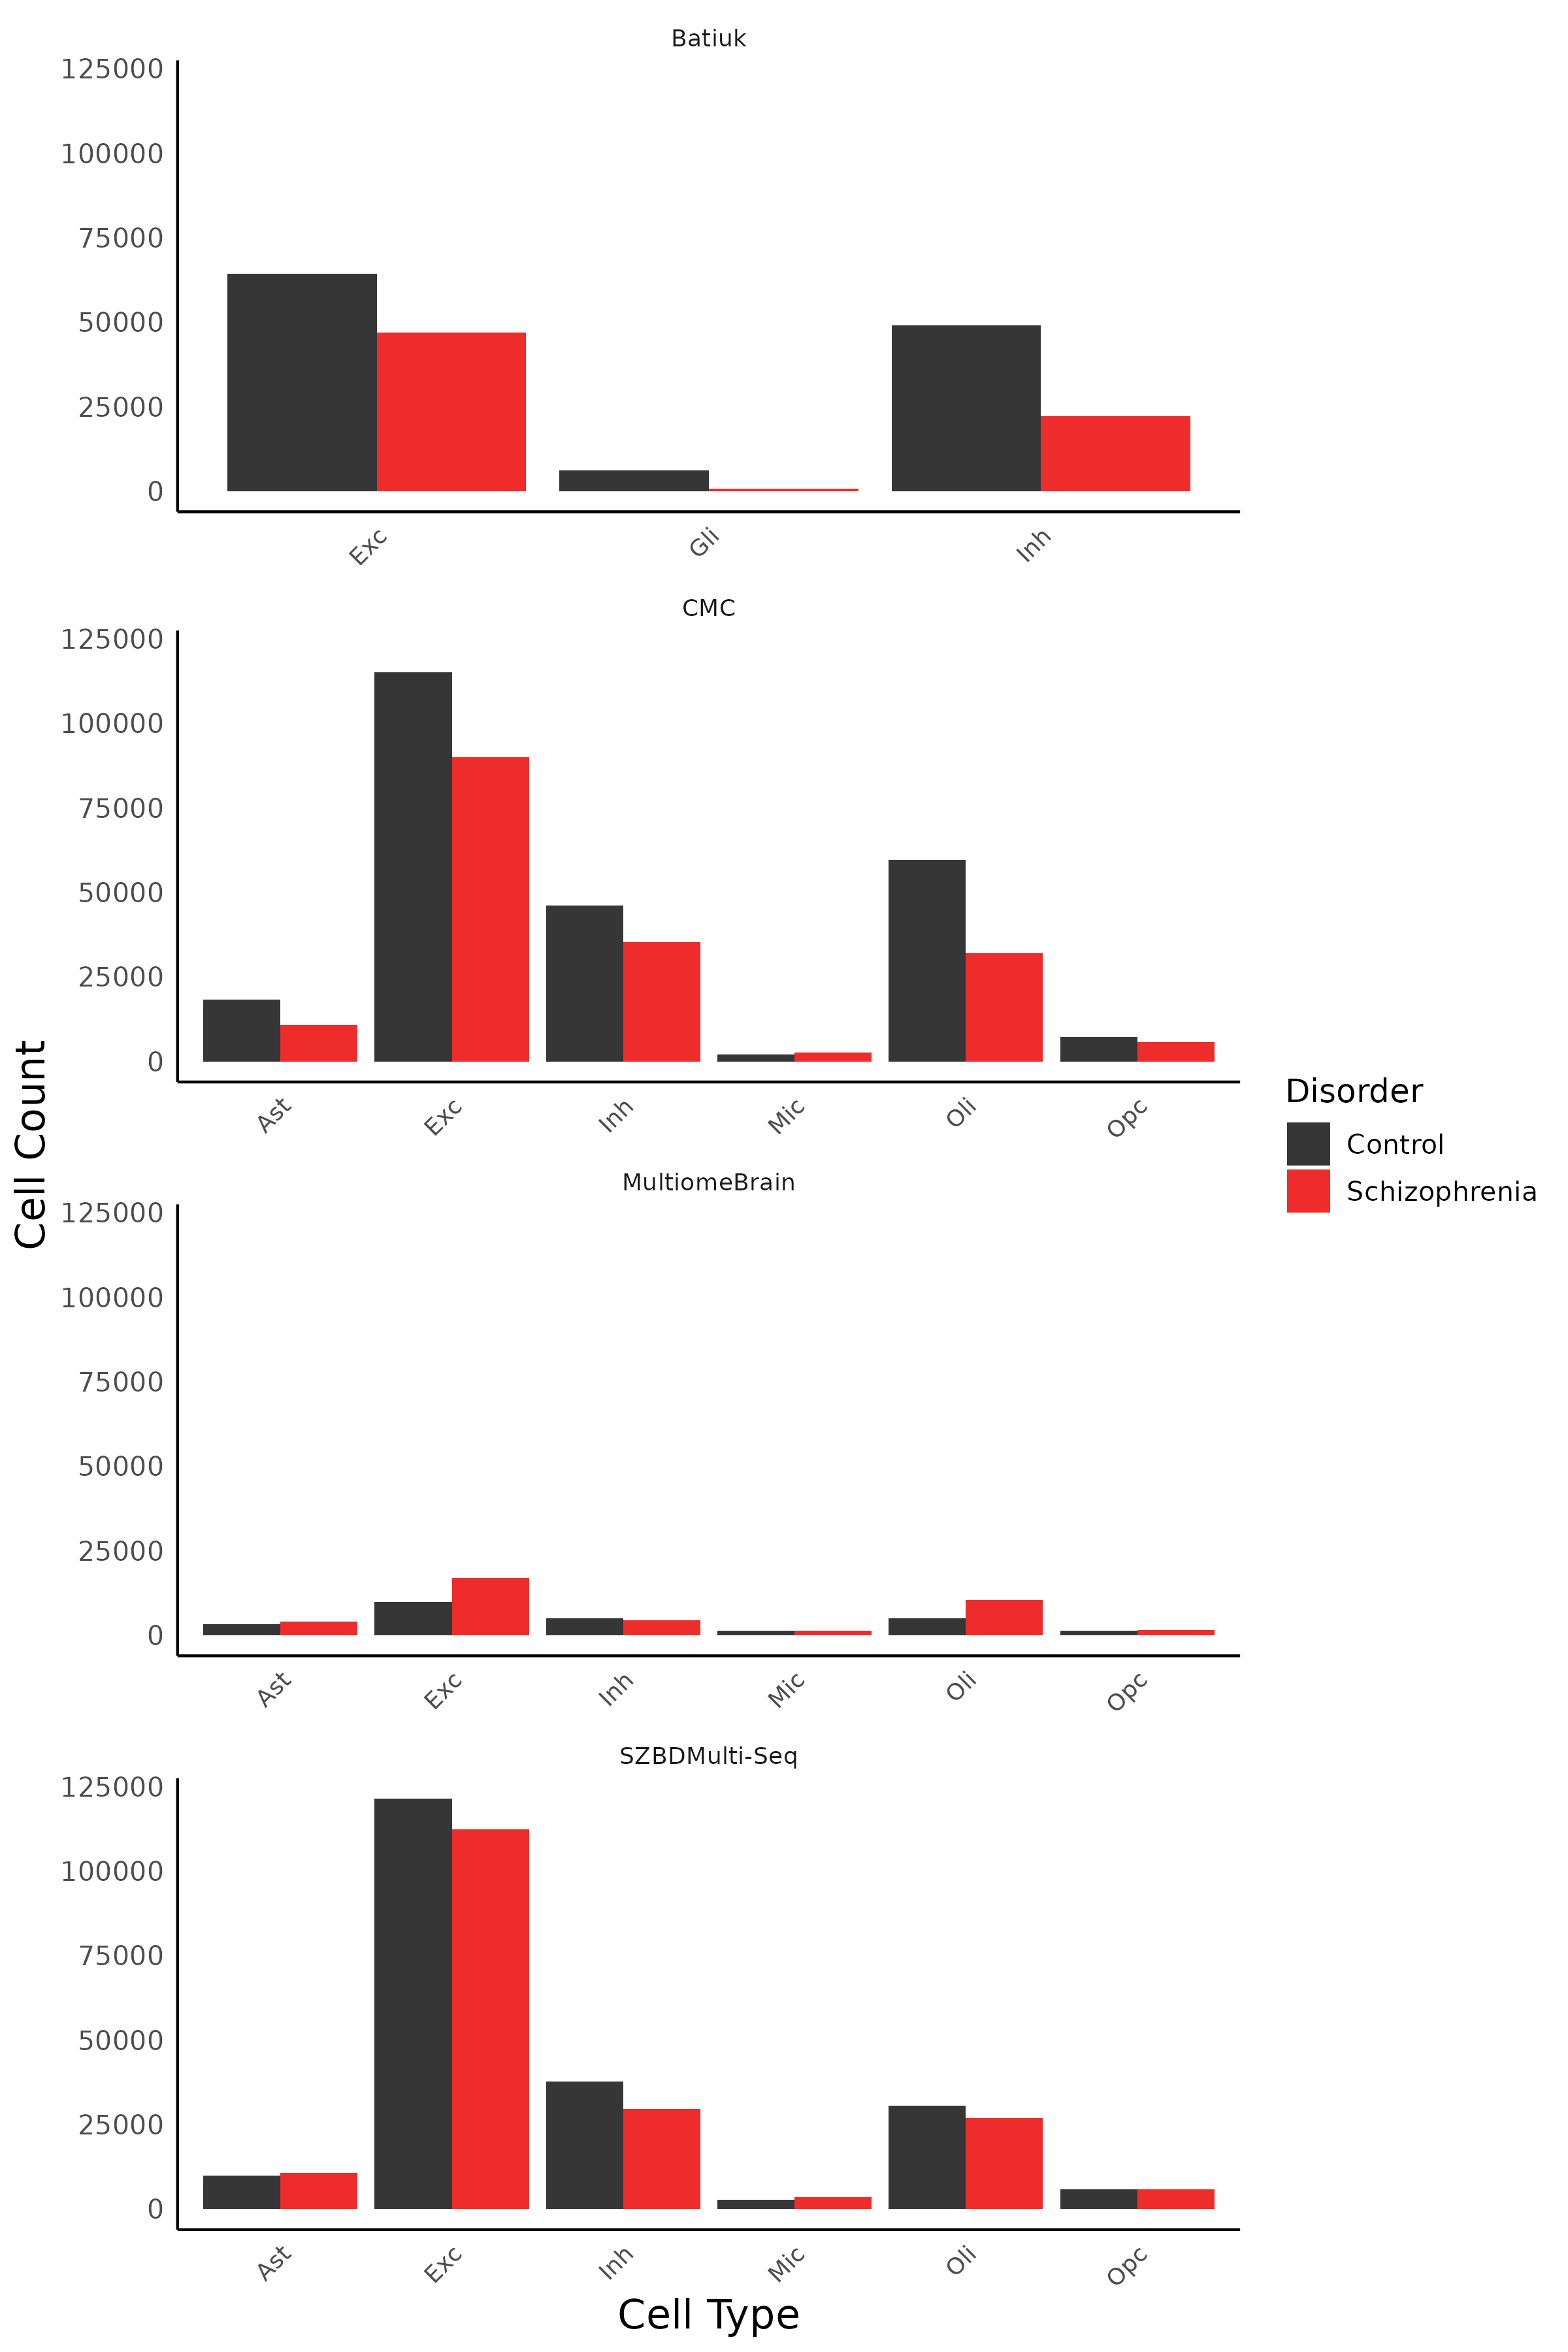 Batiuk
125000
100000
75000
50000
25000
0
Exc Gli Inh
CMC
125000
100000
75000
50000
25000
0
Ast Exc Inh Mic Oli Opc
MultiomeBrain
125000
100000
75000
50000
25000
0
Ast Exc Inh Mic Oli Opc
SZBDMulti-Seq
125000
100000
75000
50000
25000
0
Ast Exc Inh Mic Oli Opc
Cell Type
Cell Count
Disorder
Control
Schizophrenia